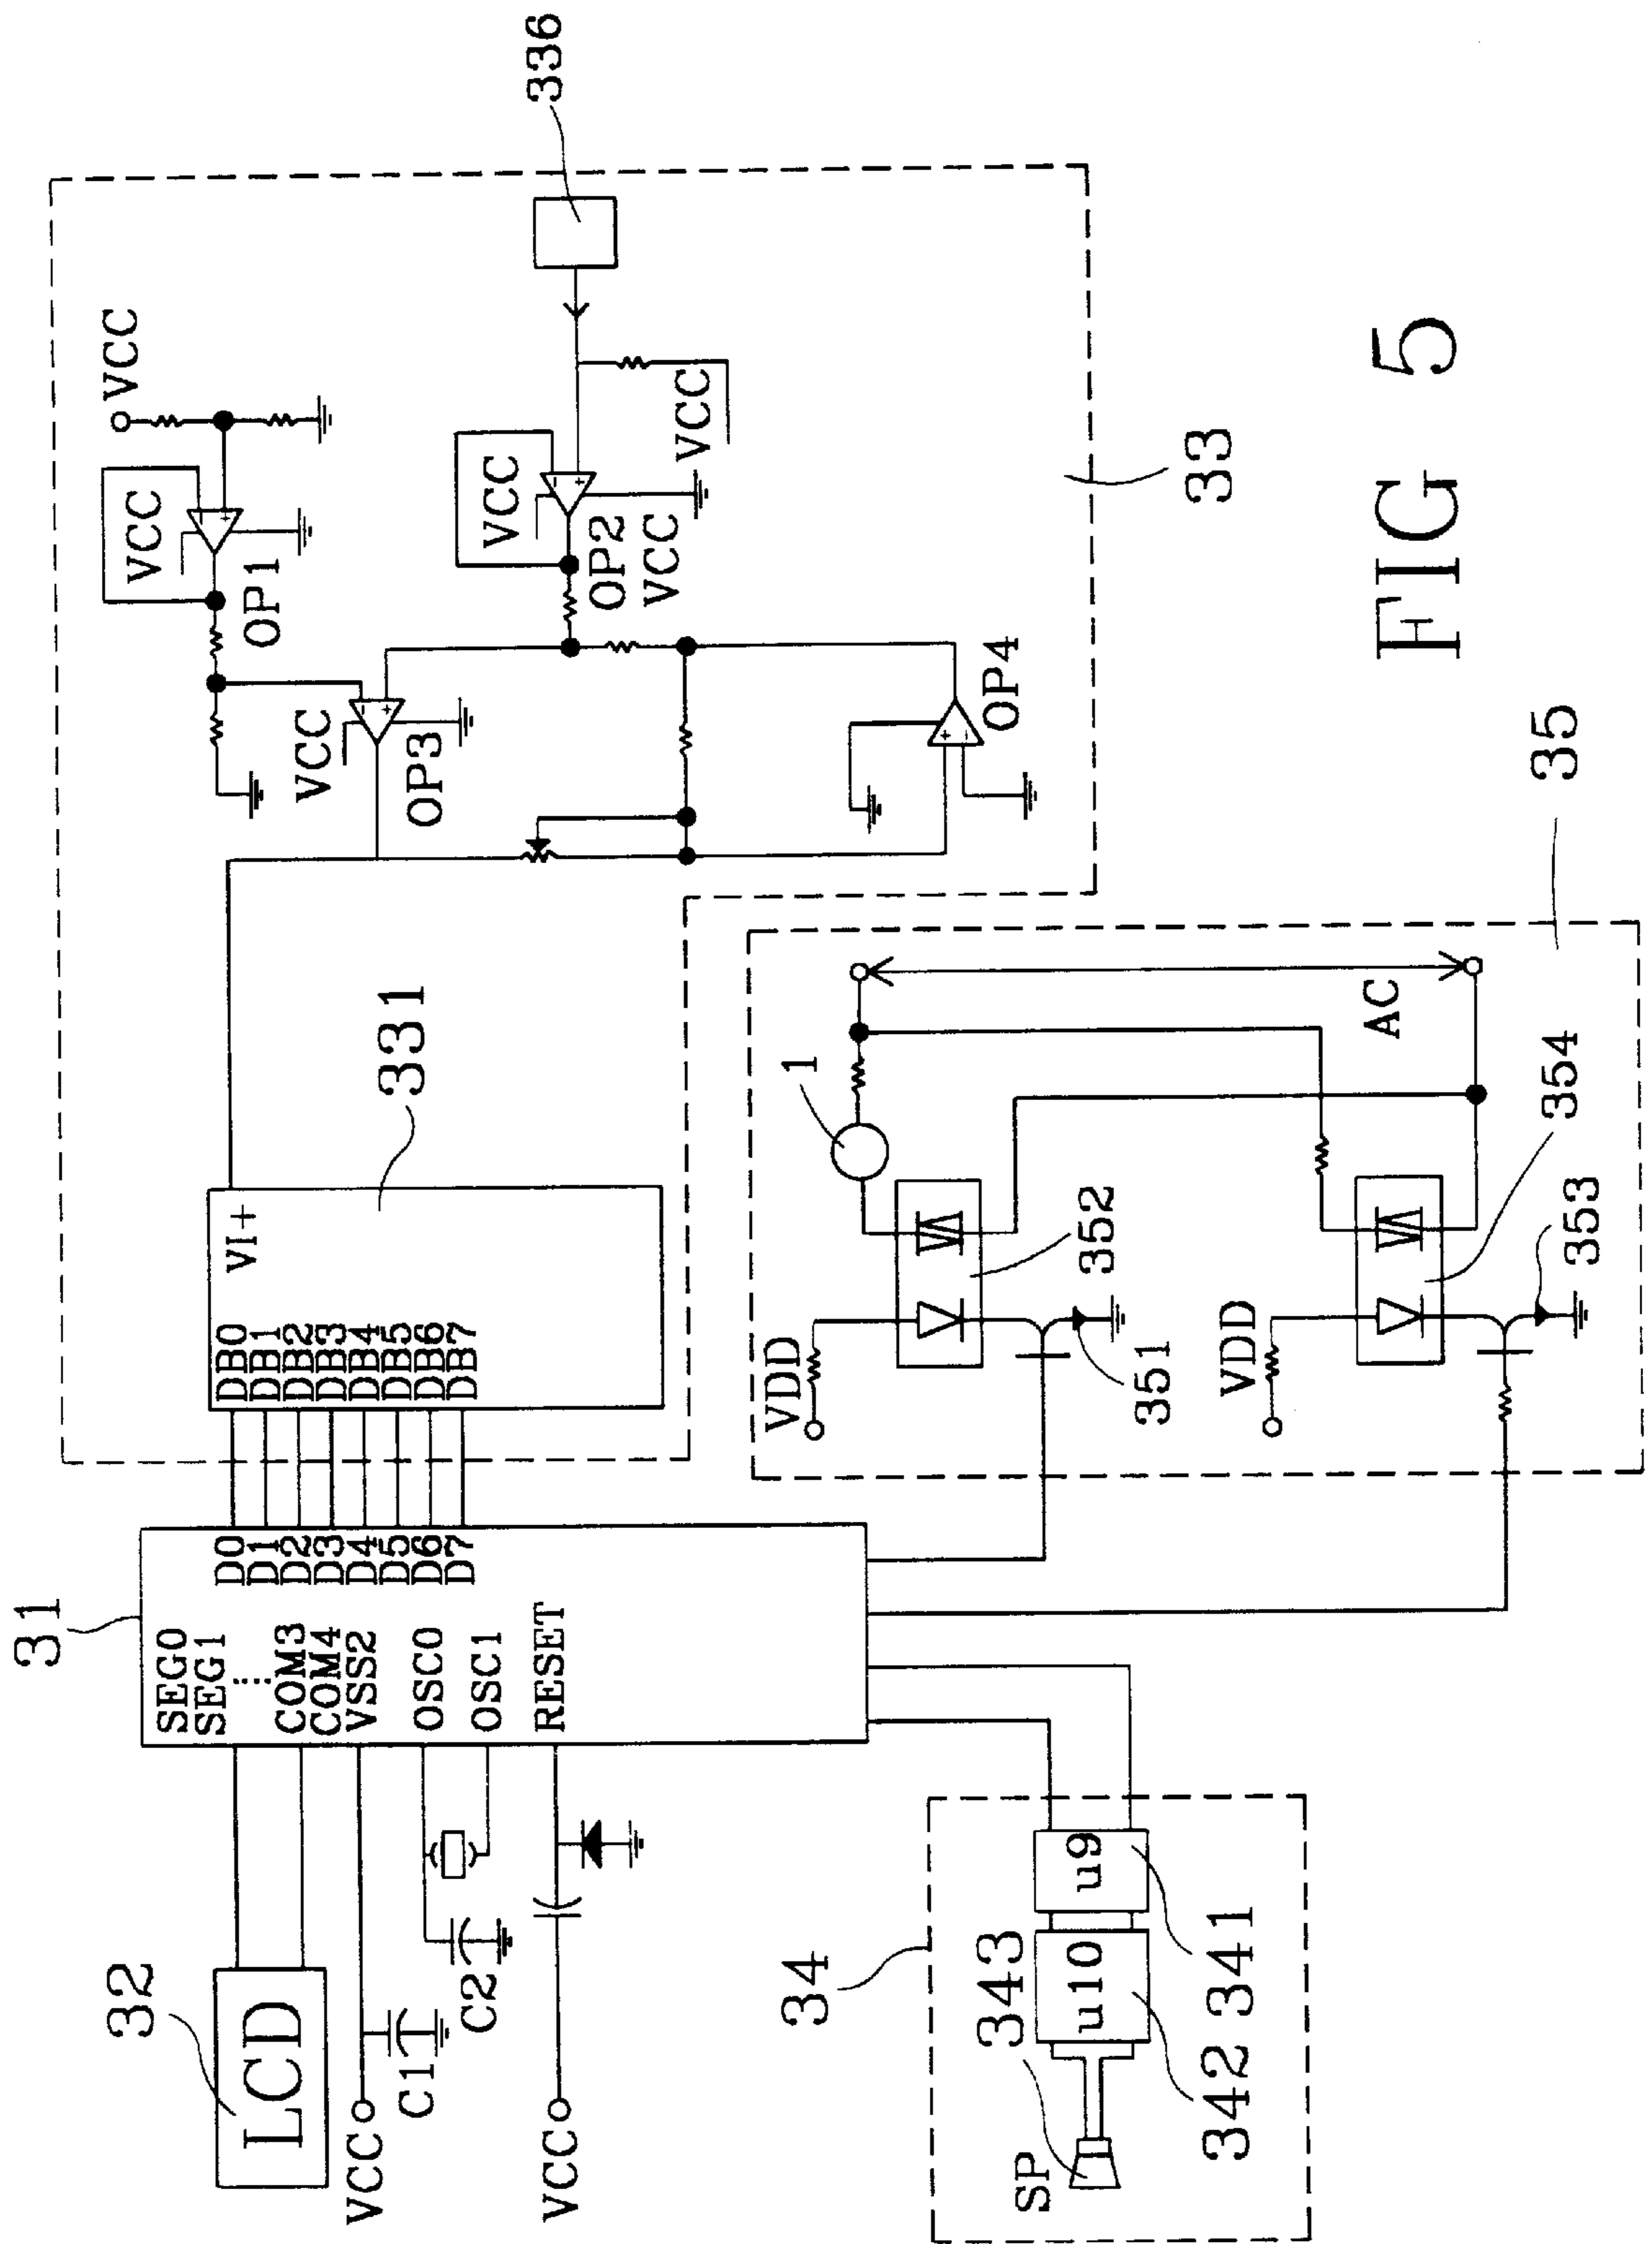 31
32
LCD
SEG0
SEG1
⋮
COM3
COM4
VSS2
OSC0
OSC1
RESET
D0
D1
D2
D3
D4
D5
D6
D7
DB0
DB1
DB2
DB3
DB4
DB5
DB6
DB7
VI+
331
VCC
C1
C2
VCC
VCC
VCC
OP1
VCC
OP3
VCC
OP2
VCC
VCC
336
OP4
33
34
SP
343
u10
u9
342
341
VDD
1
352
351
AC
VDD
354
353
35
FIG 5